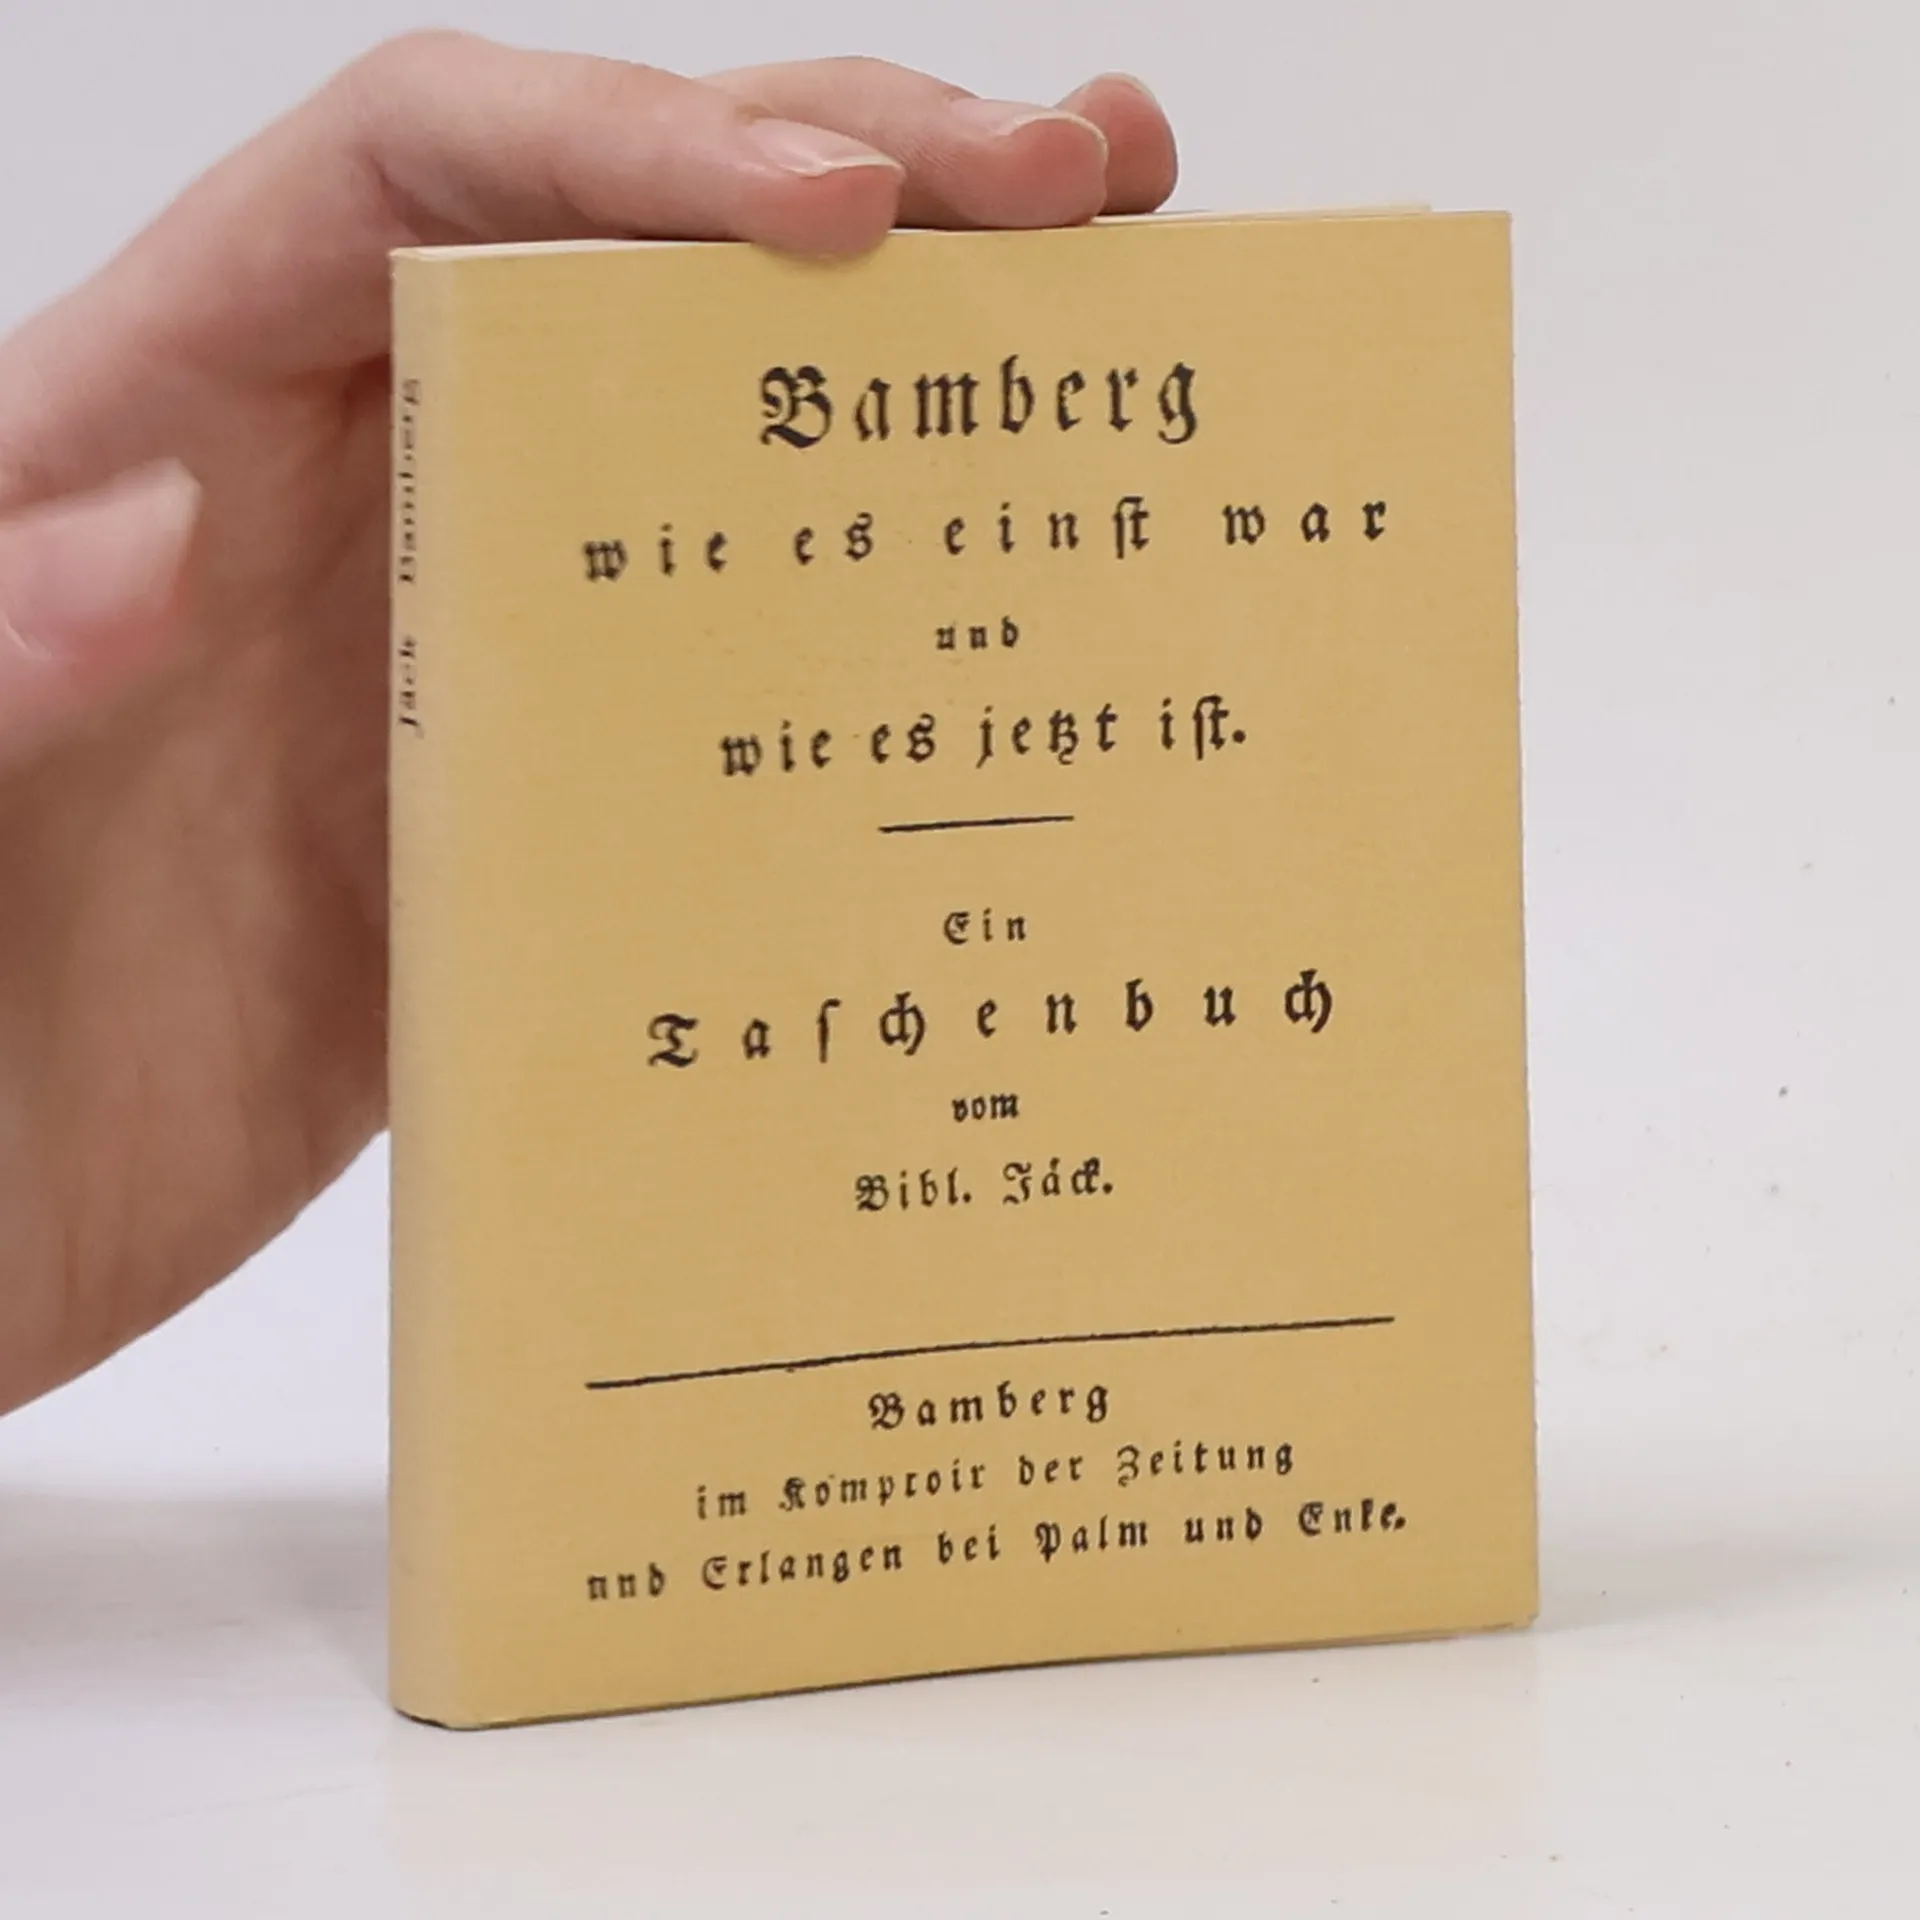 Jäck Bamberg
Bamberg
wie es einſt war
und
wie es jetzt iſt.
Ein
Taſchenbuch
vom
Bibl. Jäck.
Bamberg
im Komptoir der Zeitung
und Erlangen bei Palm und Enke.